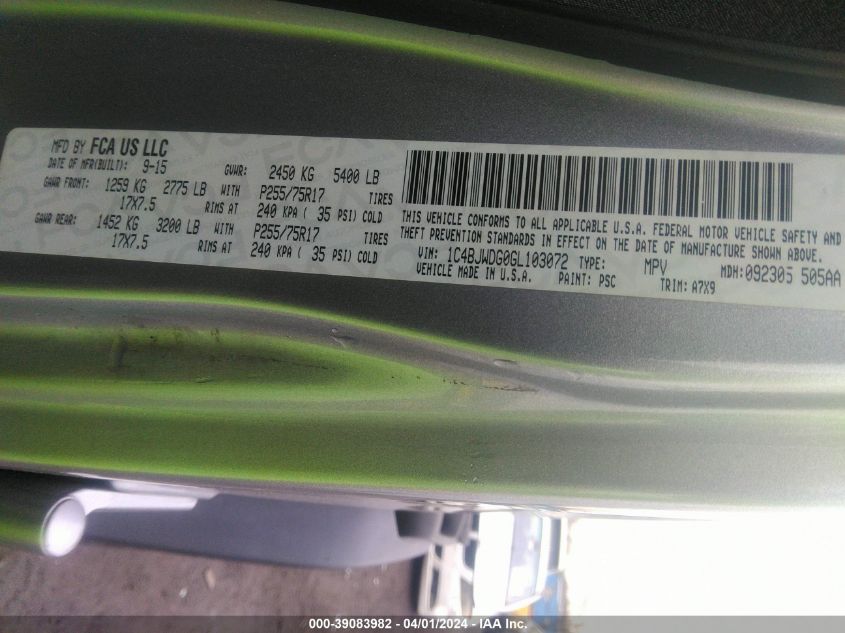 MFD BY FCA US LLC
DATE OF MFR(BUILT): 9-15 GVWR: 2450 KG 5400 LB
GAWR FRONT: 1259 KG 2775 LB WITH P255/75R17 TIRES
17X7.5 RIMS AT 240 KPA ( 35 PSI) COLD
GAWR REAR: 1452 KG 3200 LB WITH P255/75R17 TIRES
17X7.5 RIMS AT 240 KPA ( 35 PSI) COLD
THIS VEHICLE CONFORMS TO ALL APPLICABLE U.S.A. FEDERAL MOTOR VEHICLE SAFETY AND
THEFT PREVENTION STANDARDS IN EFFECT ON THE DATE OF MANUFACTURE SHOWN ABOVE.
VIN: 1C4BJWDG0GL103072 TYPE: MPV MDH: 092305 505AA
VEHICLE MADE IN U.S.A. PAINT: PSC TRIM: A7X9
000-39083982 - 04/01/2024 - IAA Inc.